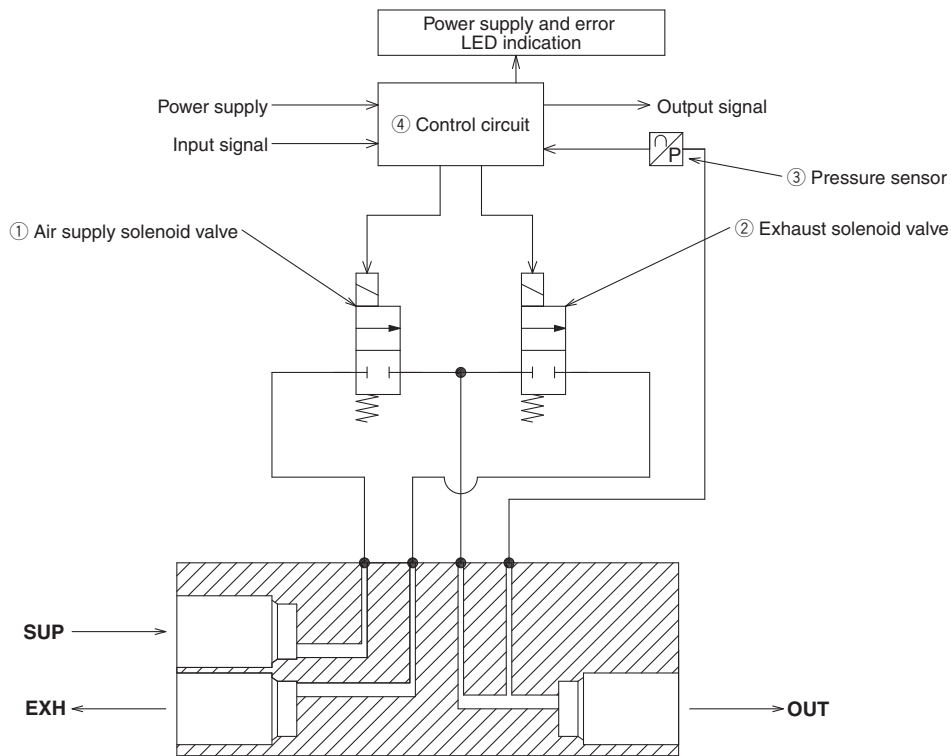 Power supply and error
LED indication
Power supply
④ Control circuit
Output signal
Input signal
P
③ Pressure sensor
① Air supply solenoid valve
② Exhaust solenoid valve
SUP
EXH
OUT